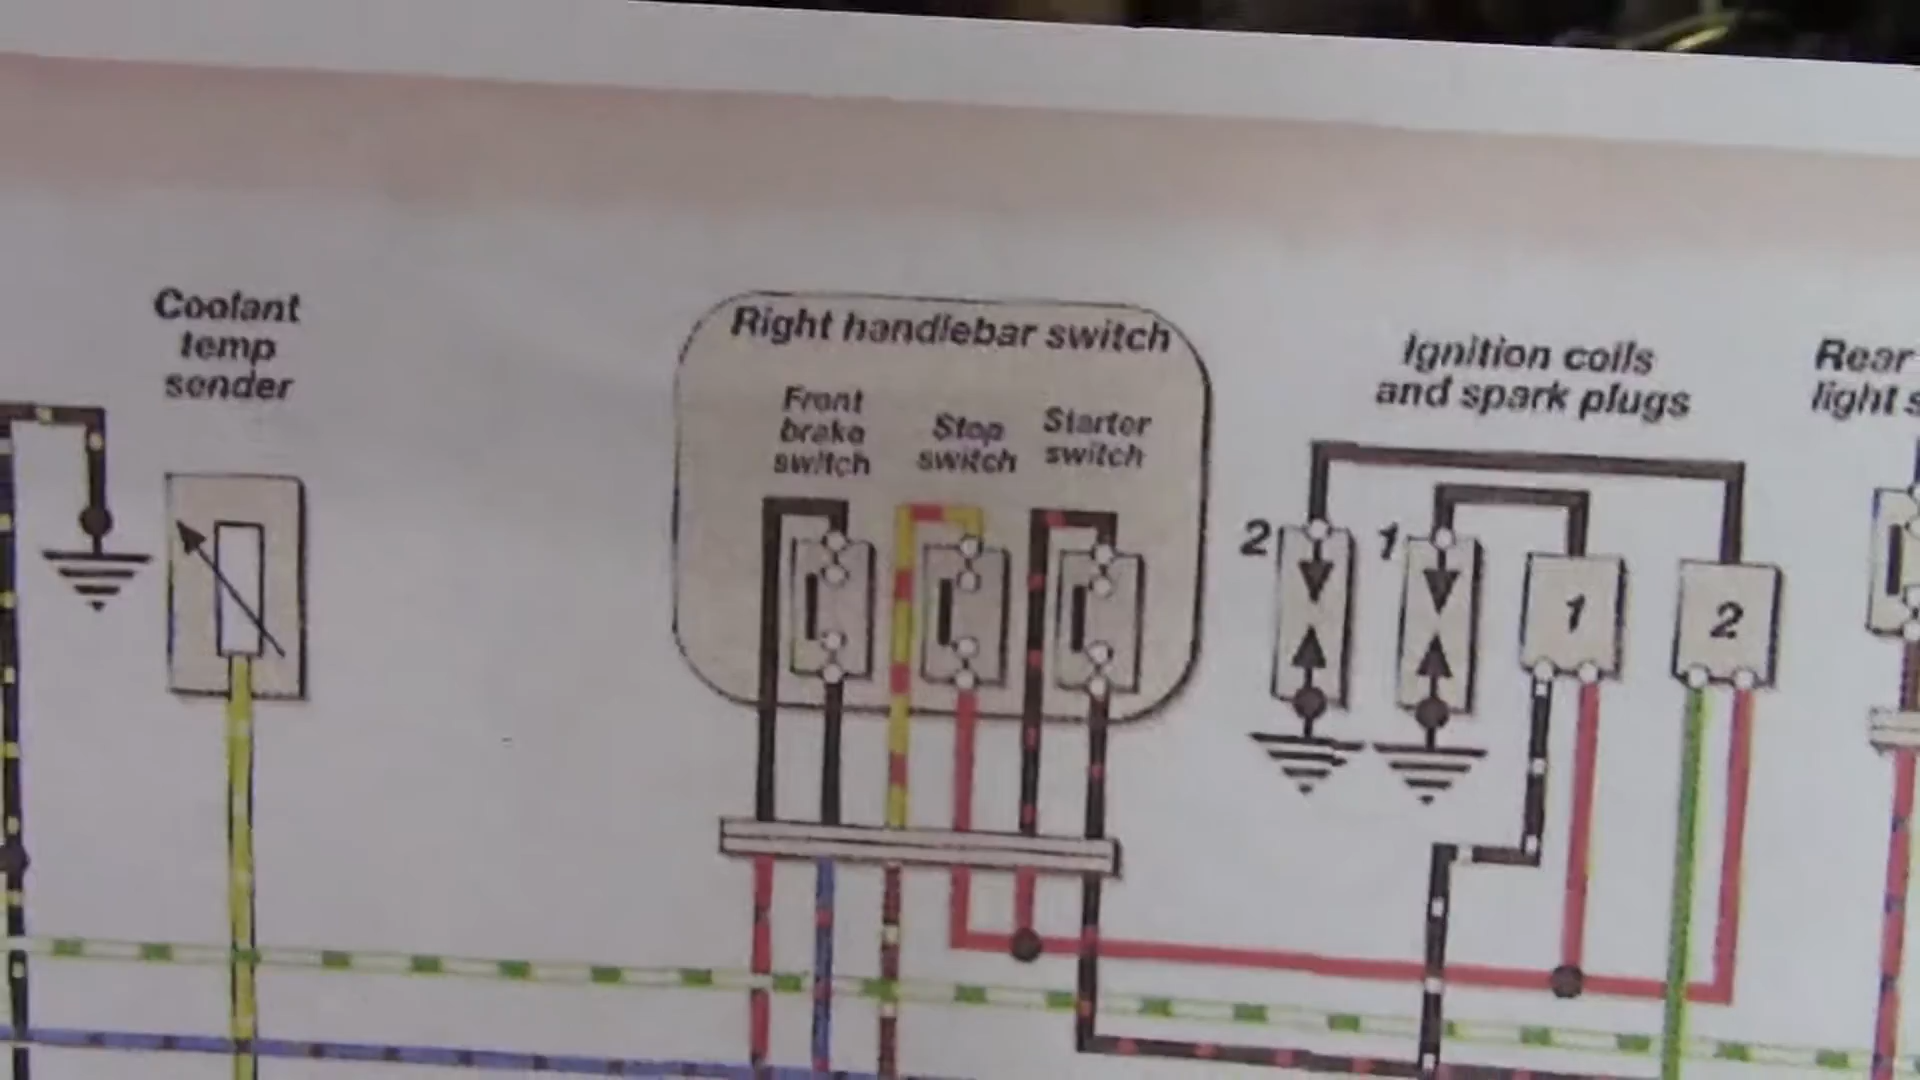 Coolant
temp
sender
Right handlebar switch
Front
brake
switch
Stop
switch
Starter
switch
Ignition coils
and spark plugs
2
1
1
2
Rear
light s